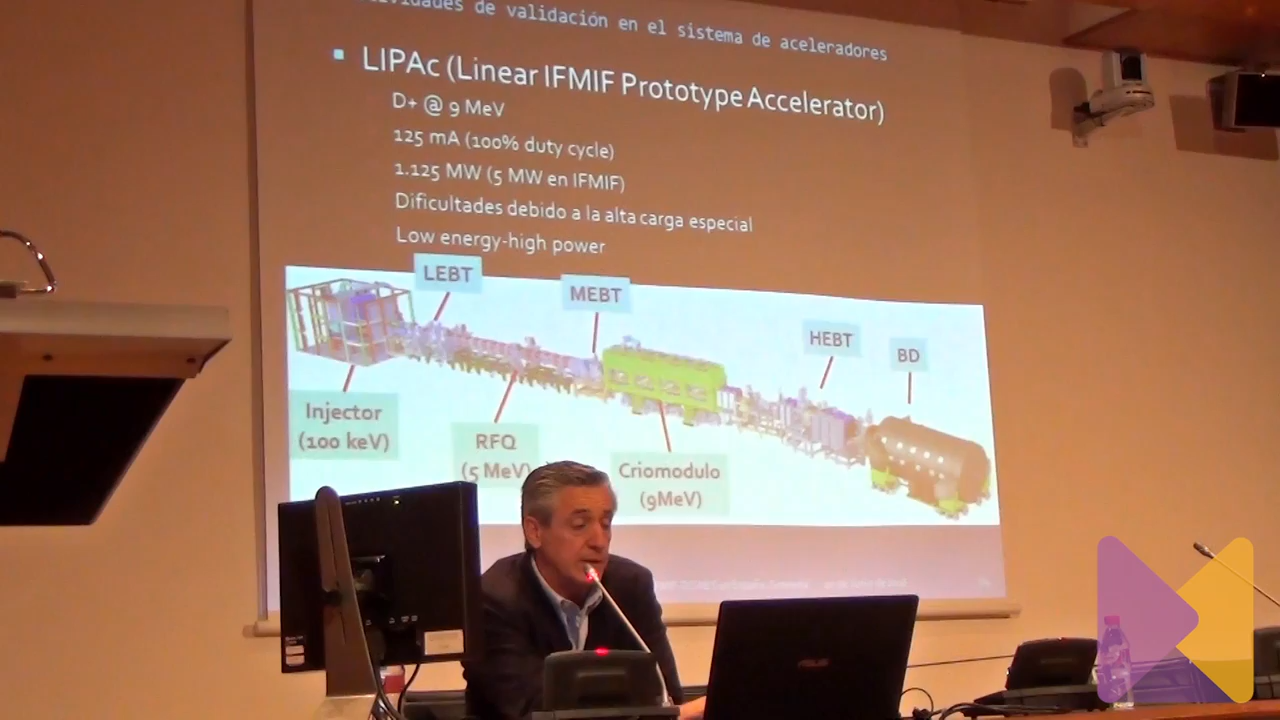 de validación en el sistema de aceleradores
LIPAc (Linear IFMIF Prototype Accelerator)
D+ @ 9 MeV
125 mA (100% duty cycle)
1.125 MW (5 MW en IFMIF)
Dificultades debido a la alta carga especial
Low energy-high power
LEBT
MEBT
HEBT
BD
Injector
(100 keV)
RFQ
(5 MeV)
Criomodulo
(9MeV)
ASUS